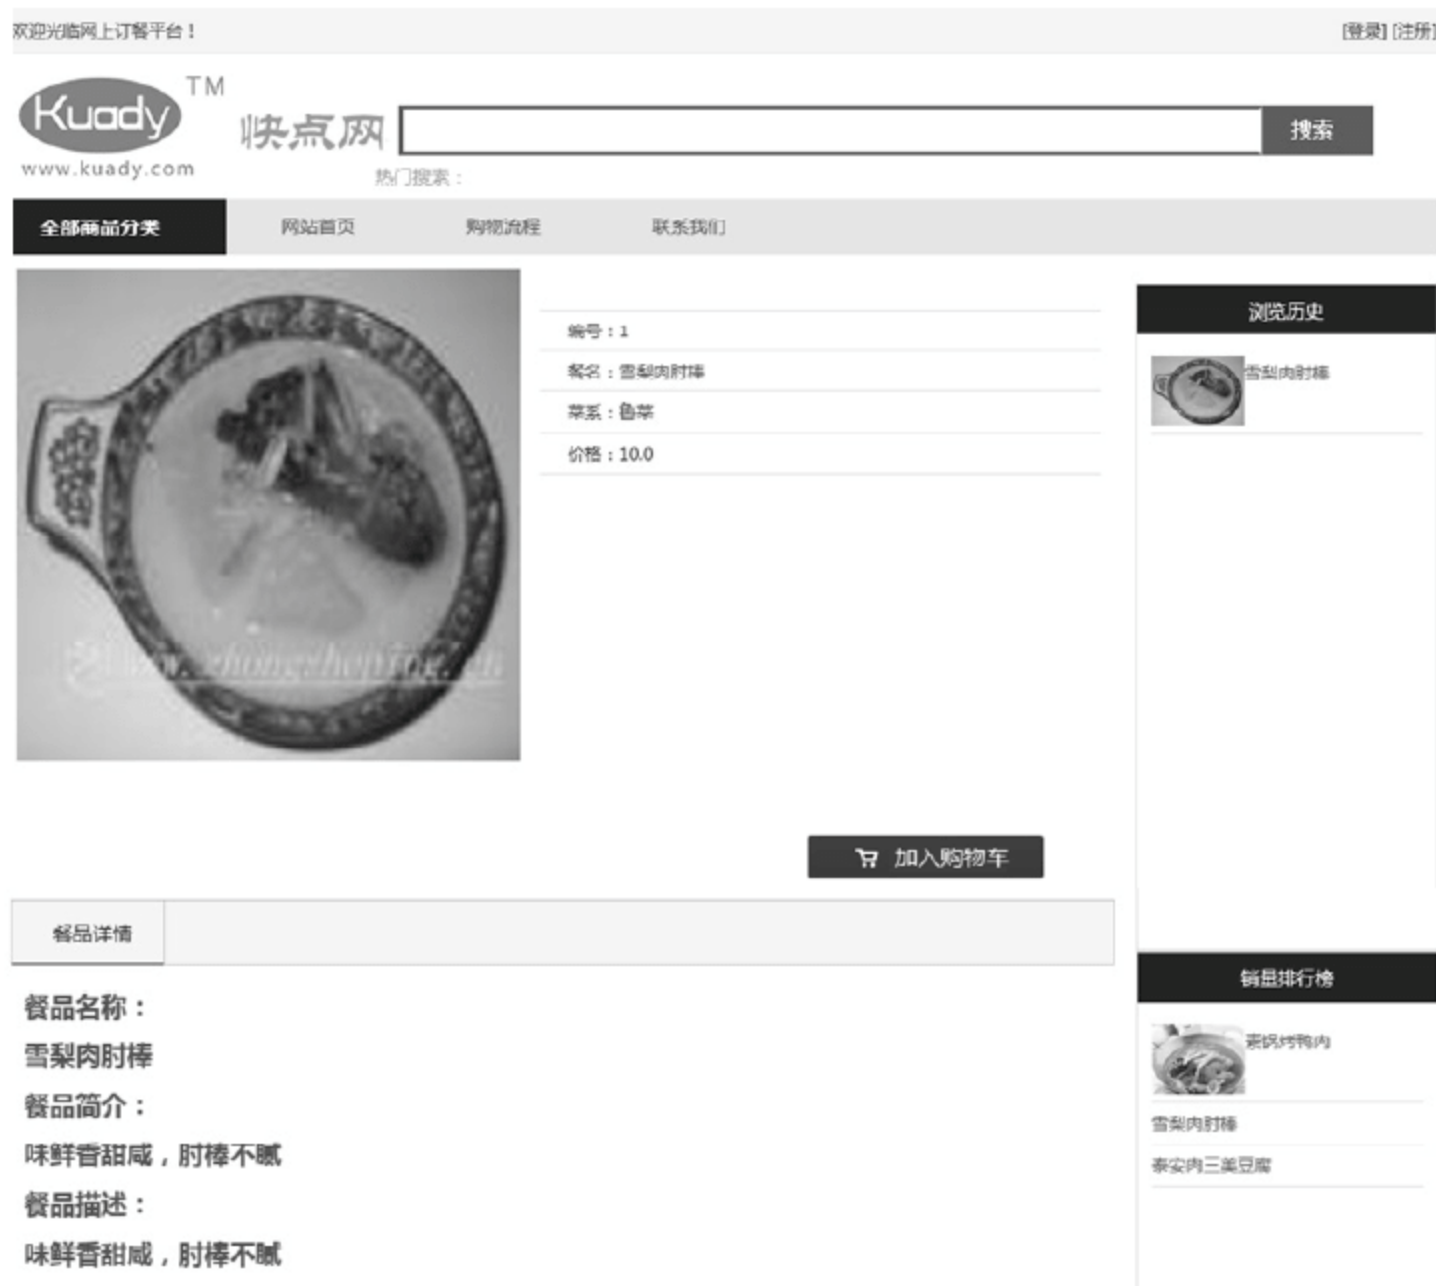 欢迎光临网上订餐平台！
[登录] [注册]
Kuady TM
www.kuady.com
快点网
搜索
热门搜索：
全部商品分类 网站首页 购物流程 联系我们
编号：1
餐名：雪梨肉肘棒
菜系：鲁菜
价格：10.0
加入购物车
浏览历史
雪梨肉肘棒
餐品详情
餐品名称：
雪梨肉肘棒
餐品简介：
味鲜香甜咸，肘棒不腻
餐品描述：
味鲜香甜咸，肘棒不腻
销量排行榜
雪梨肉肘棒
泰安肉三美豆腐